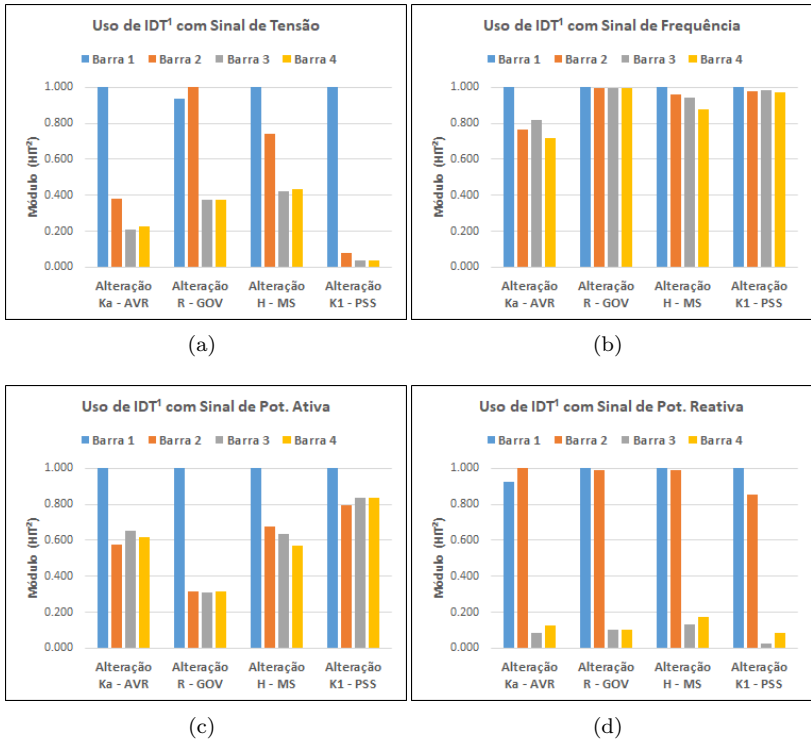 Uso de IDT¹ com Sinal de Tensão
Barra 1 Barra 2 Barra 3 Barra 4
Módulo (HIT²)
1.000
0.800
0.600
0.400
0.200
0.000
Alteração Alteração Alteração Alteração
Ka - AVR R - GOV H - MS K1 - PSS
(a)
Uso de IDT¹ com Sinal de Frequência
Barra 1 Barra 2 Barra 3 Barra 4
Módulo (HIT²)
1.000
0.800
0.600
0.400
0.200
0.000
Alteração Alteração Alteração Alteração
Ka - AVR R - GOV H - MS K1 - PSS
(b)
Uso de IDT¹ com Sinal de Pot. Ativa
Barra 1 Barra 2 Barra 3 Barra 4
Módulo (HIT²)
1.000
0.800
0.600
0.400
0.200
0.000
Alteração Alteração Alteração Alteração
Ka - AVR R - GOV H - MS K1 - PSS
(c)
Uso de IDT¹ com Sinal de Pot. Reativa
Barra 1 Barra 2 Barra 3 Barra 4
Módulo (HIT²)
1.000
0.800
0.600
0.400
0.200
0.000
Alteração Alteração Alteração Alteração
Ka - AVR R - GOV H - MS K1 - PSS
(d)